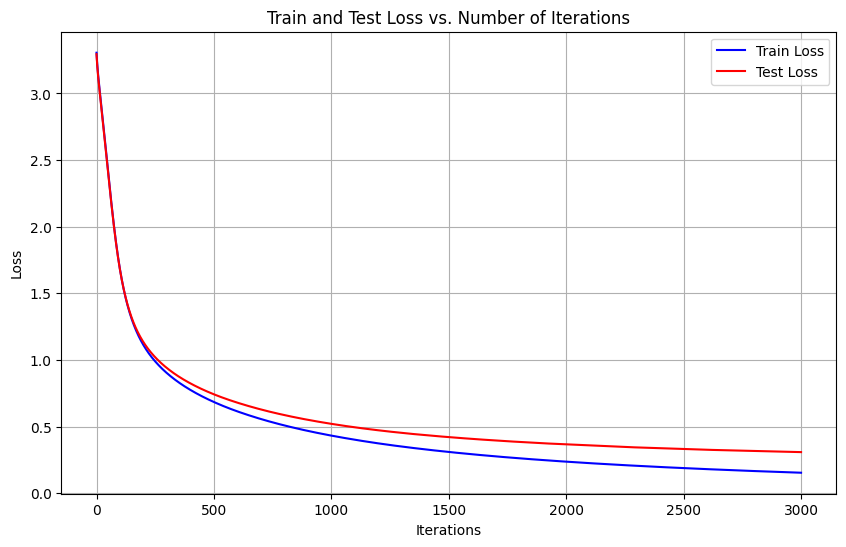 Train and Test Loss vs. Number of Iterations
Train Loss
Test Loss
3.0
2.5
2.0
1.5
1.0
0.5
0.0
Loss
0 500 1000 1500 2000 2500 3000
Iterations